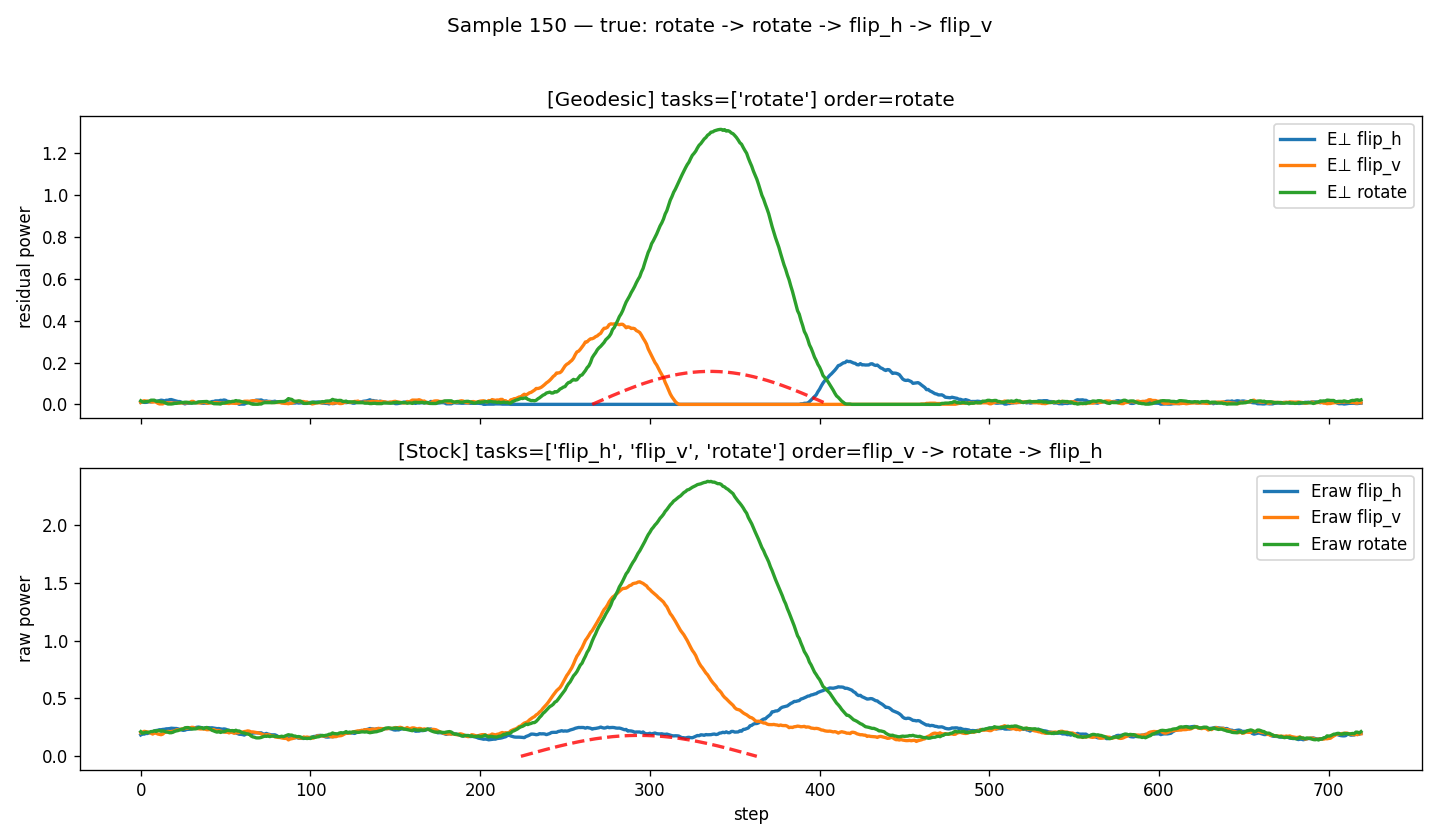 Sample 150 — true: rotate -> rotate -> flip_h -> flip_v
[Geodesic] tasks=['rotate'] order=rotate
residual power
1.2
1.0
0.8
0.6
0.4
0.2
0.0
E⊥ flip_h
E⊥ flip_v
E⊥ rotate
[Stock] tasks=['flip_h', 'flip_v', 'rotate'] order=flip_v -> rotate -> flip_h
raw power
2.0
1.5
1.0
0.5
0.0
Eraw flip_h
Eraw flip_v
Eraw rotate
0 100 200 300 400 500 600 700
step